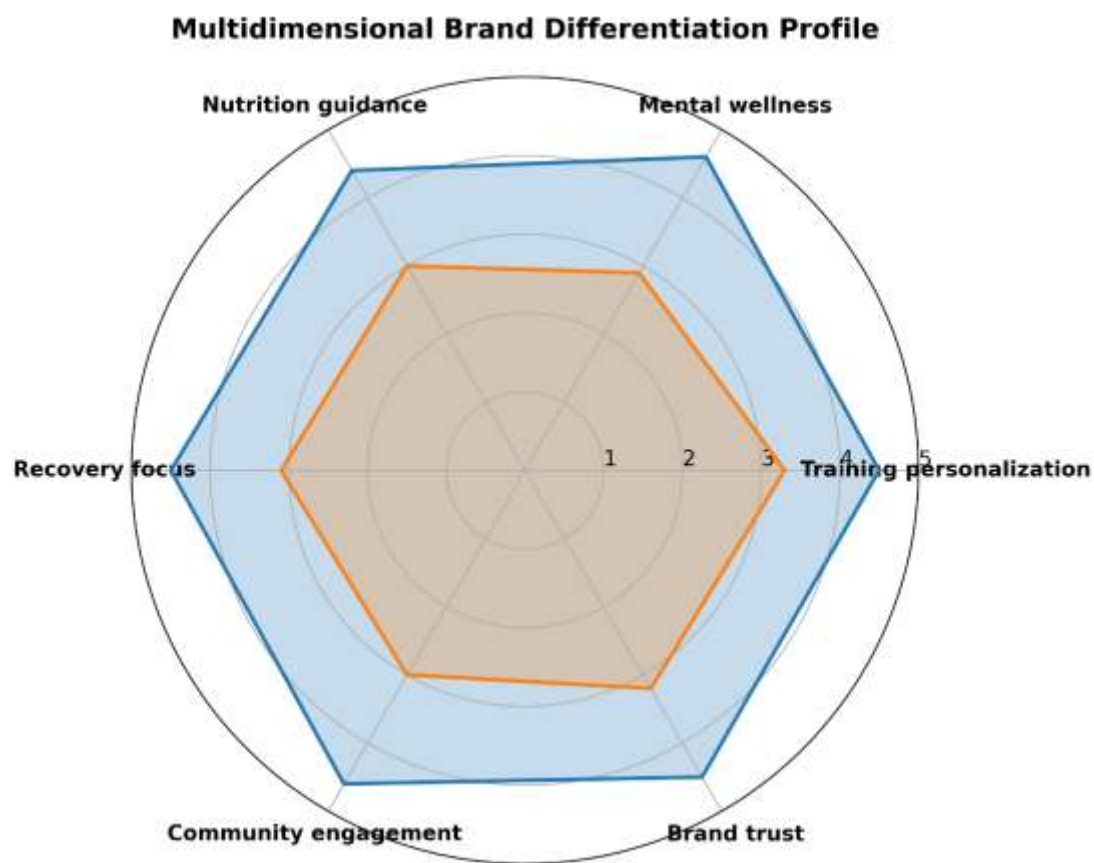 Multidimensional Brand Differentiation Profile
Nutrition guidance
Mental wellness
Recovery focus
1
2
3
4
5
Training personalization
Community engagement
Brand trust